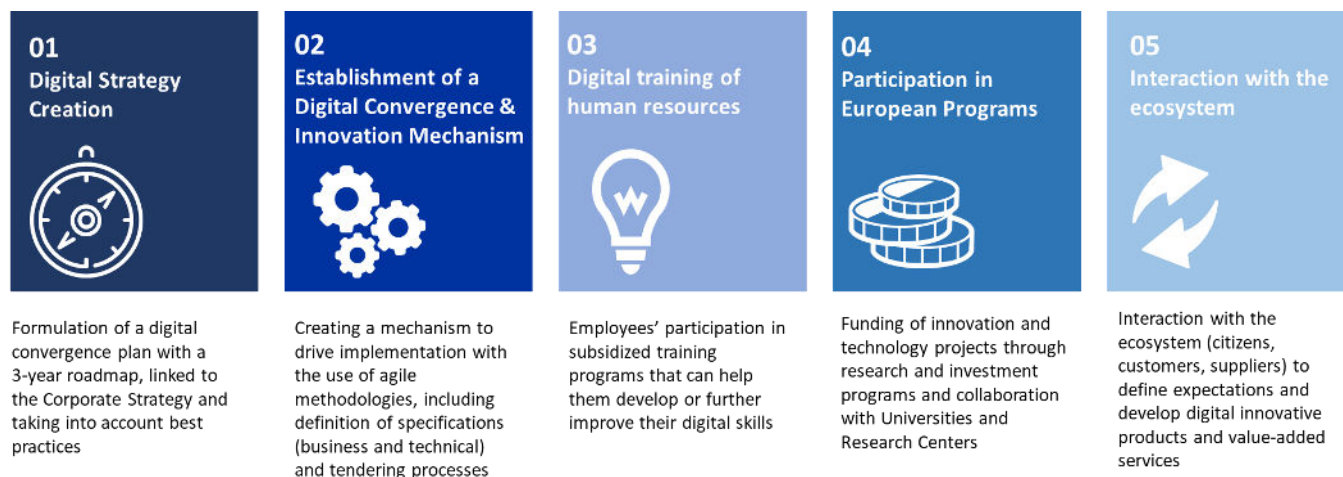 01
Digital Strategy
Creation
Formulation of a digital
convergence plan with a
3-year roadmap, linked to
the Corporate Strategy and
taking into account best
practices
02
Establishment of a
Digital Convergence &
Innovation Mechanism
Creating a mechanism to
drive implementation with
the use of agile
methodologies, including
definition of specifications
(business and technical)
and tendering processes
03
Digital training of
human resources
Employees’ participation in
subsidized training
programs that can help
them develop or further
improve their digital skills
04
Participation in
European Programs
Funding of innovation and
technology projects through
research and investment
programs and collaboration
with Universities and
Research Centers
05
Interaction with the
ecosystem
Interaction with the
ecosystem (citizens,
customers, suppliers) to
define expectations and
develop digital innovative
products and value-added
services